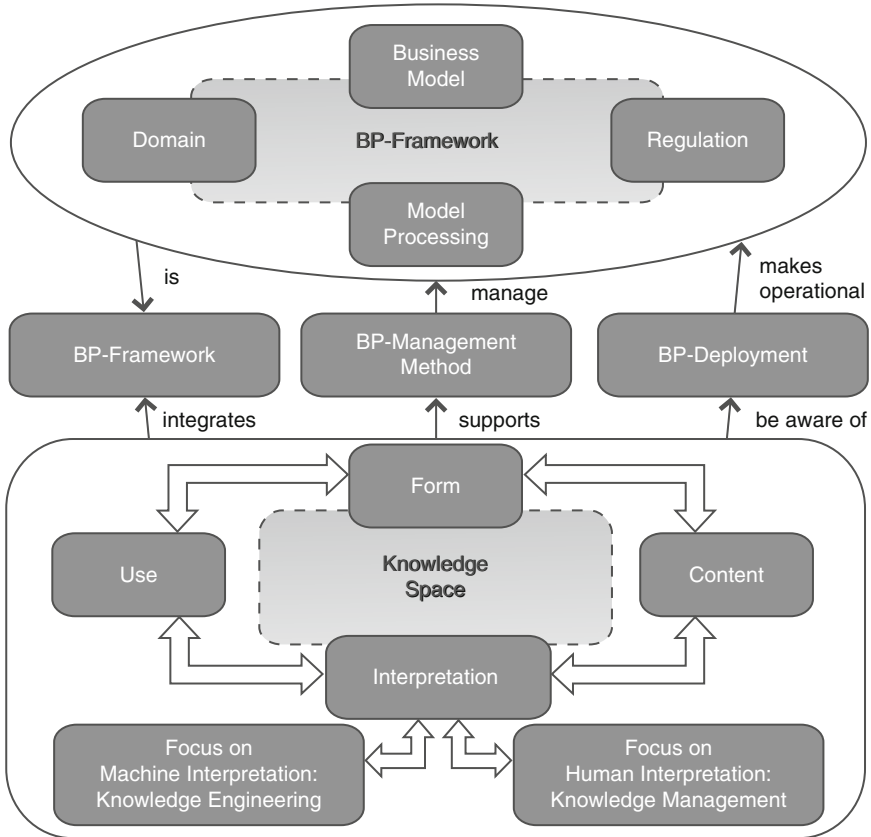 Business
Model
Domain
BP-Framework
Regulation
Model
Processing
is
manage
makes
operational
BP-Framework
BP-Management
Method
BP-Deployment
integrates
supports
be aware of
Form
Use
Knowledge
Space
Content
Interpretation
Focus on
Machine Interpretation:
Knowledge Engineering
Focus on
Human Interpretation:
Knowledge Management